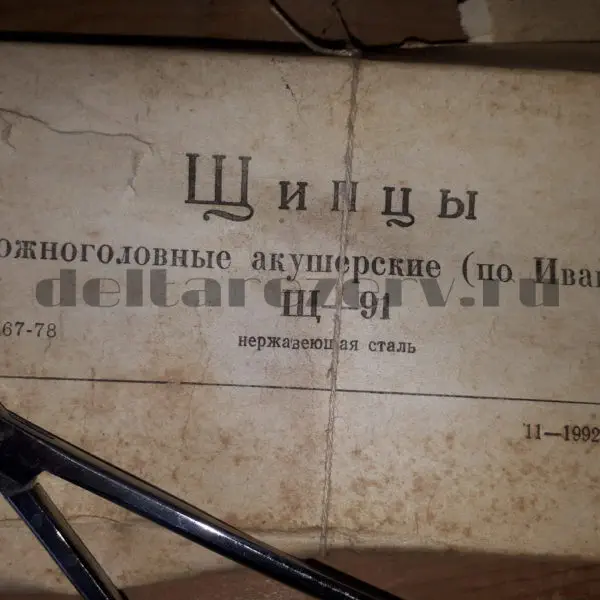 Щипцы
ожноголовные акушерские (по Ива
deltarezerv.ru
Щ—91
67-78
нержавеющая сталь
11—1992